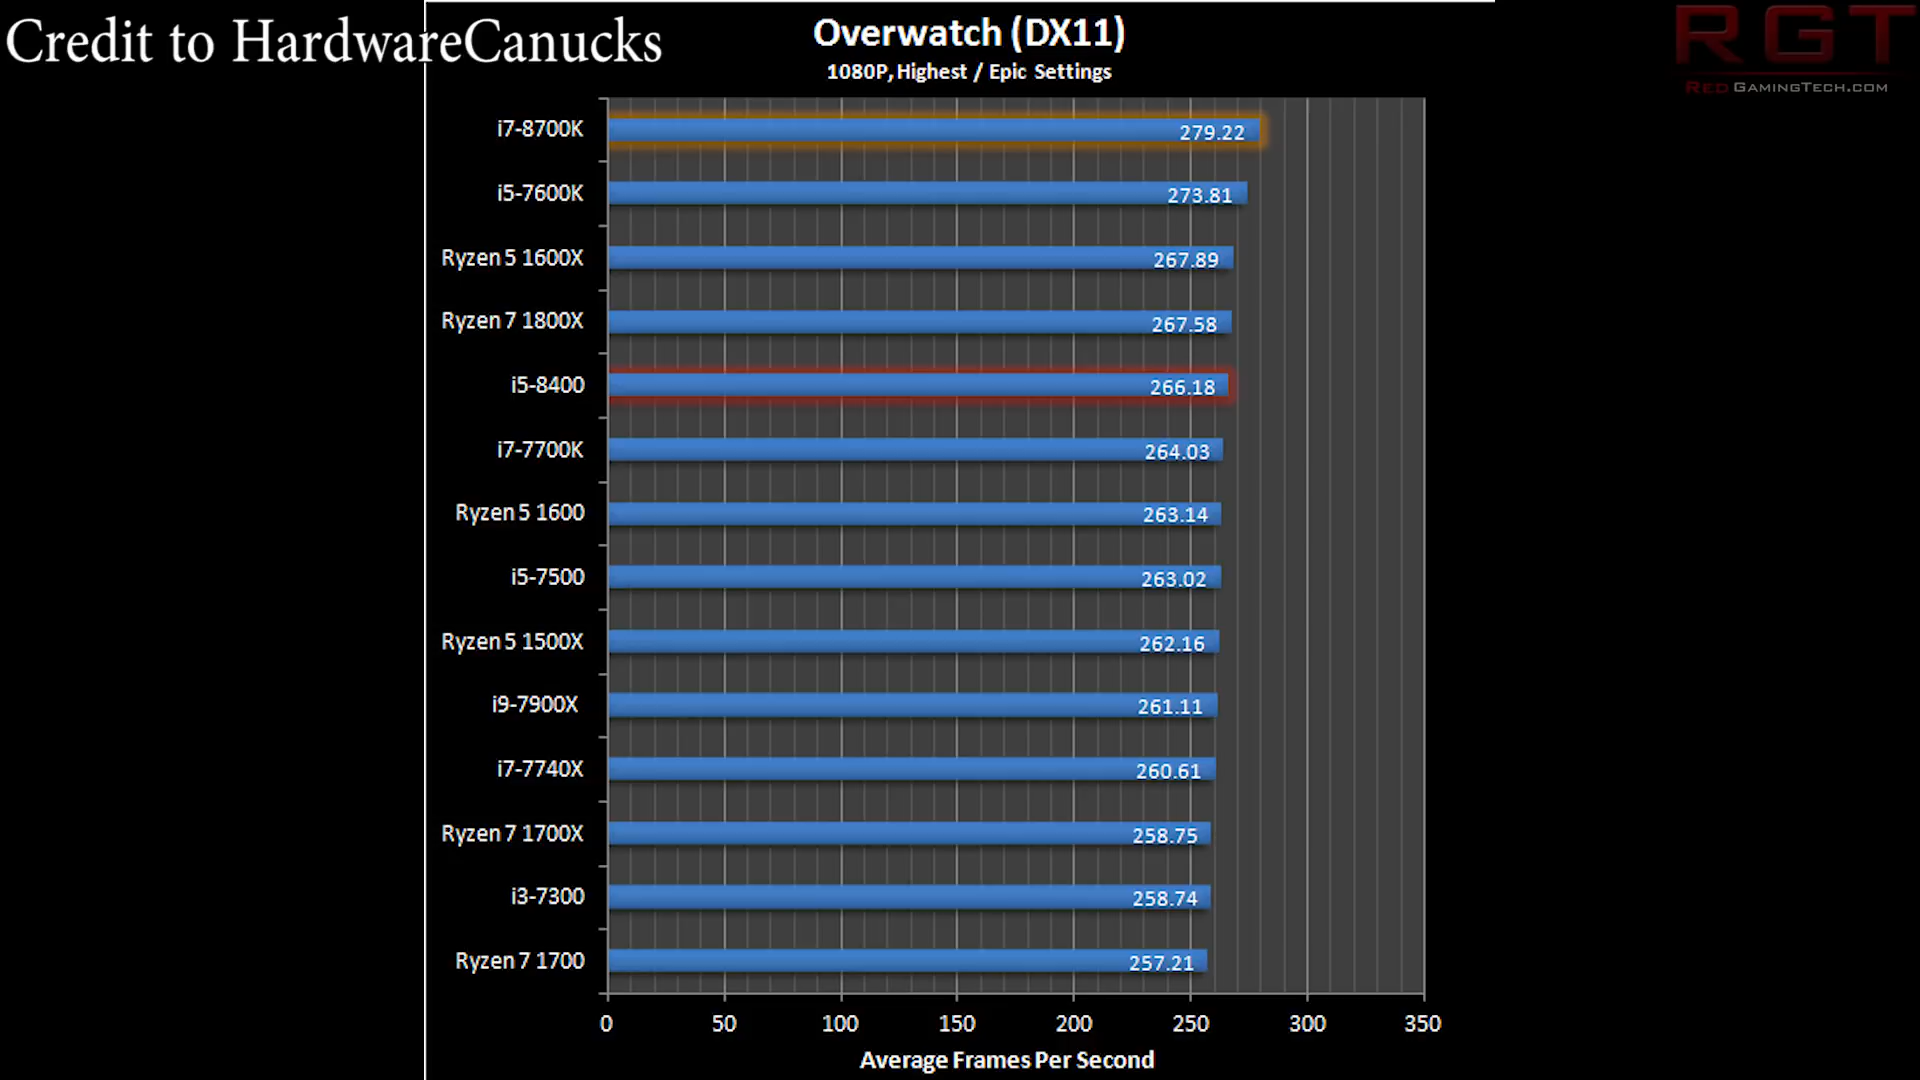 Credit to HardwareCanucks
Overwatch (DX11)
1080P, Highest / Epic Settings
RGT
REDGAMINGTECH.COM
i7-8700K 279.22
i5-7600K 273.81
Ryzen 5 1600X 267.89
Ryzen 7 1800X 267.58
i5-8400 266.18
i7-7700K 264.03
Ryzen 5 1600 263.14
i5-7500 263.02
Ryzen 5 1500X 262.16
i9-7900X 261.11
i7-7740X 260.61
Ryzen 7 1700X 258.75
i3-7300 258.74
Ryzen 7 1700 257.21
0 50 100 150 200 250 300 350
Average Frames Per Second